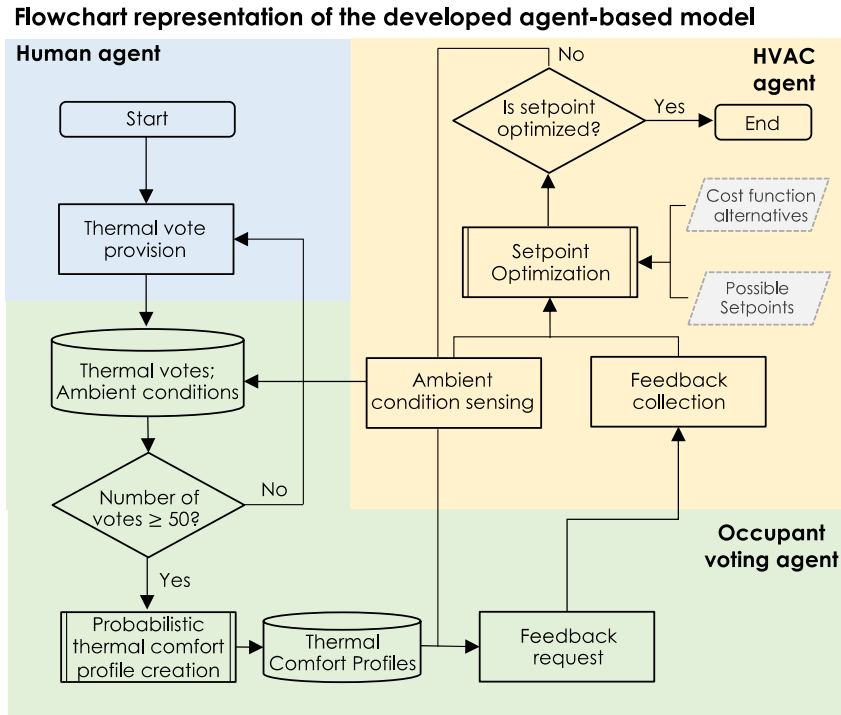 Flowchart representation of the developed agent-based model
Human agent
Start
Thermal vote
provision
Thermal votes;
Ambient conditions
Number of
votes ≥ 50?
No
Yes
Probabilistic
thermal comfort
profile creation
Thermal
Comfort Profiles
Feedback
request
Occupant
voting agent
Ambient
condition sensing
Feedback
collection
Setpoint
Optimization
Cost function
alternatives
Possible
Setpoints
Is setpoint
optimized?
No
Yes
End
HVAC
agent